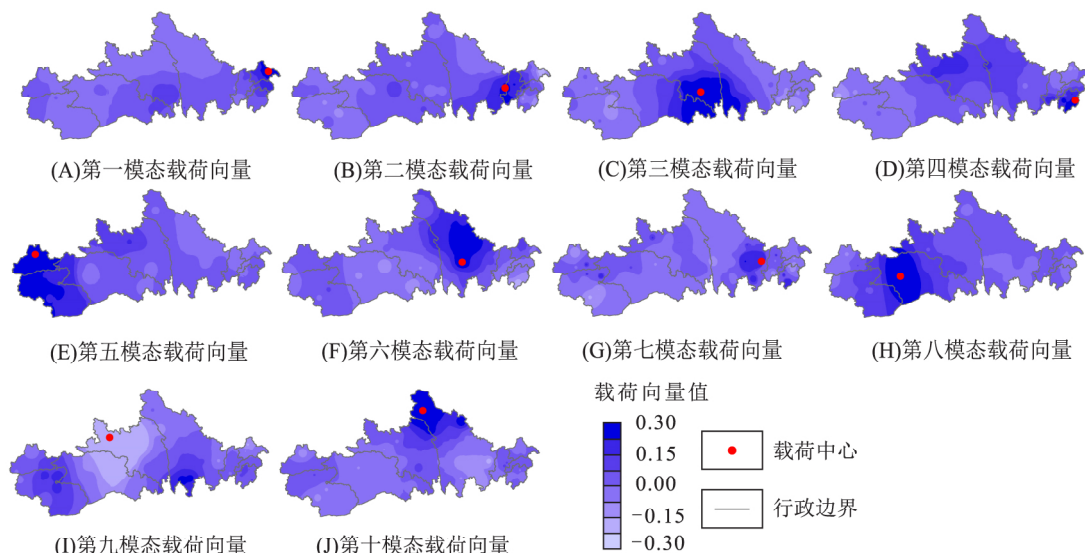 (A)第一模态载荷向量
(B)第二模态载荷向量
(C)第三模态载荷向量
(D)第四模态载荷向量
(E)第五模态载荷向量
(F)第六模态载荷向量
(G)第七模态载荷向量
(H)第八模态载荷向量
(I)第九模态载荷向量
(J)第十模态载荷向量
载荷向量值
0.30
0.15
0.00
-0.15
-0.30
载荷中心
行政边界